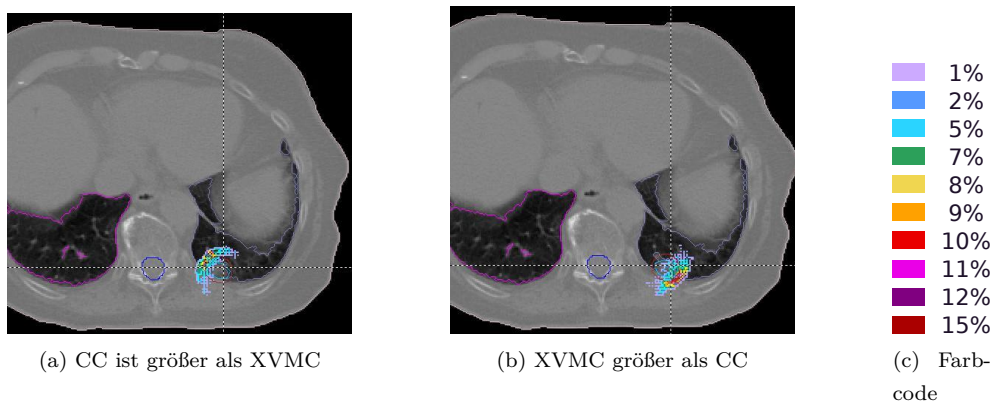 1%
2%
5%
7%
8%
9%
10%
11%
12%
15%
(a) CC ist größer als XVMC
(b) XVMC größer als CC
(c) Farb-
code